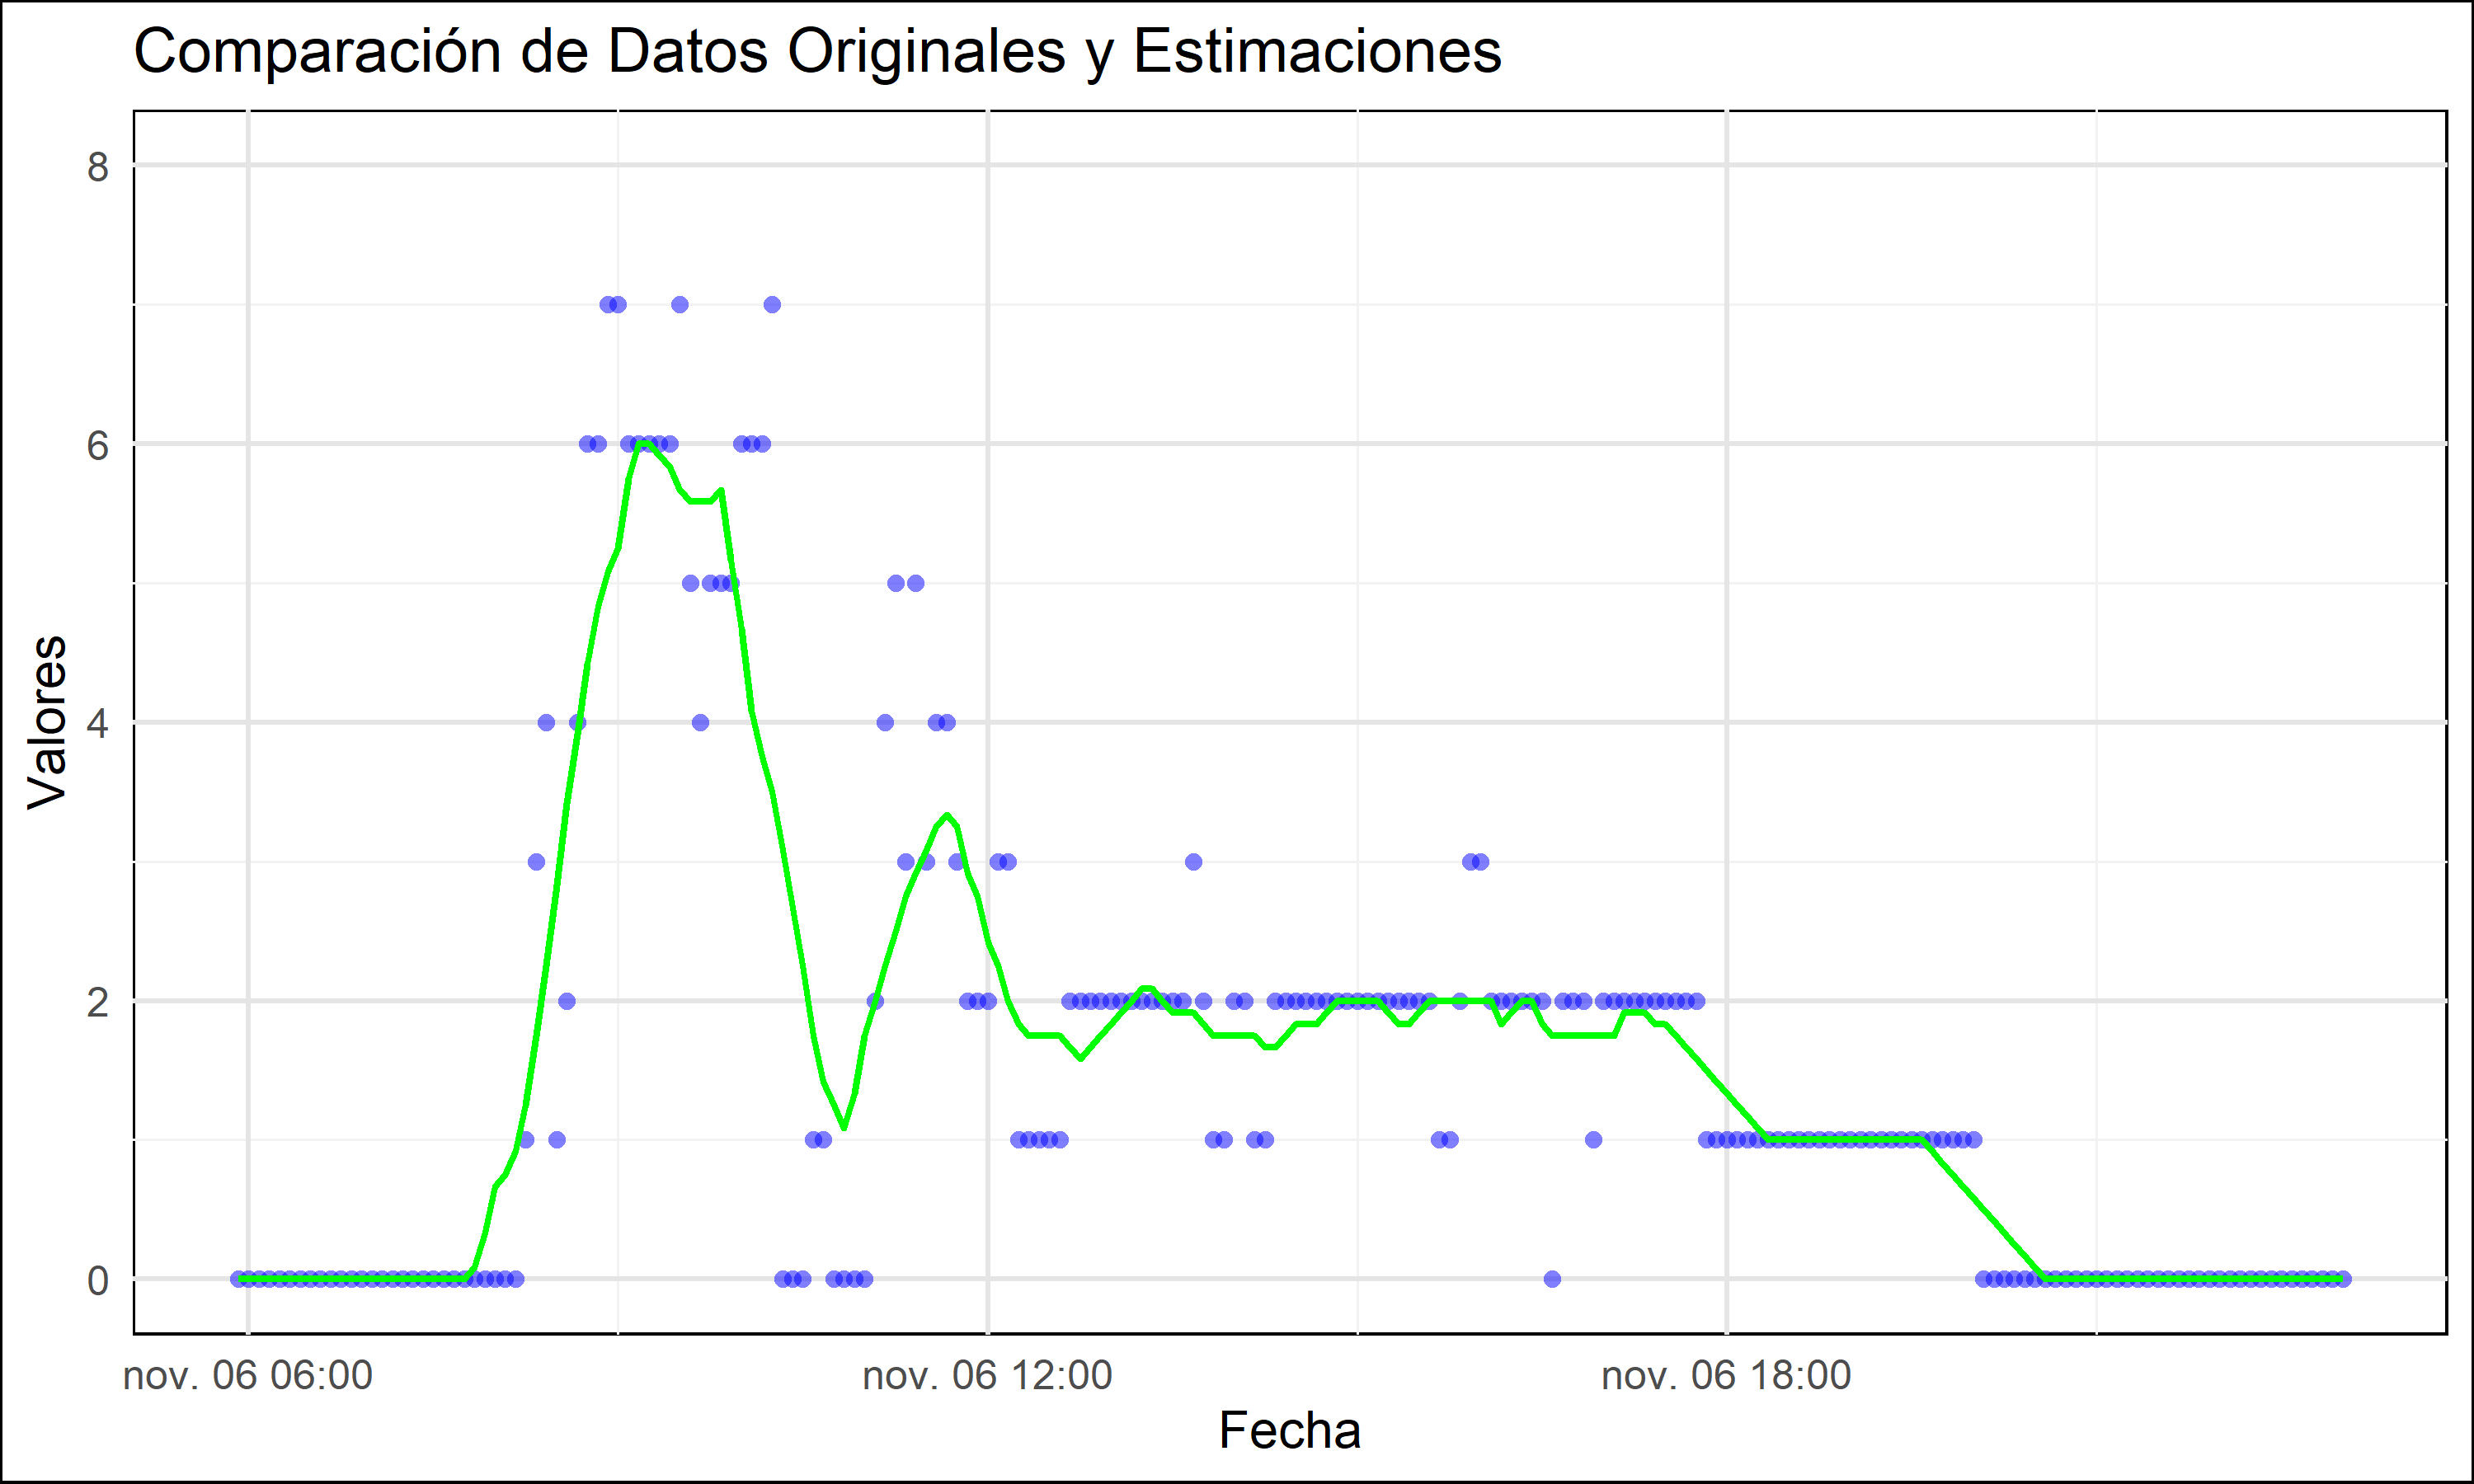 Comparación de Datos Originales y Estimaciones
Valores
8
6
4
2
0
nov. 06 06:00
nov. 06 12:00
nov. 06 18:00
Fecha